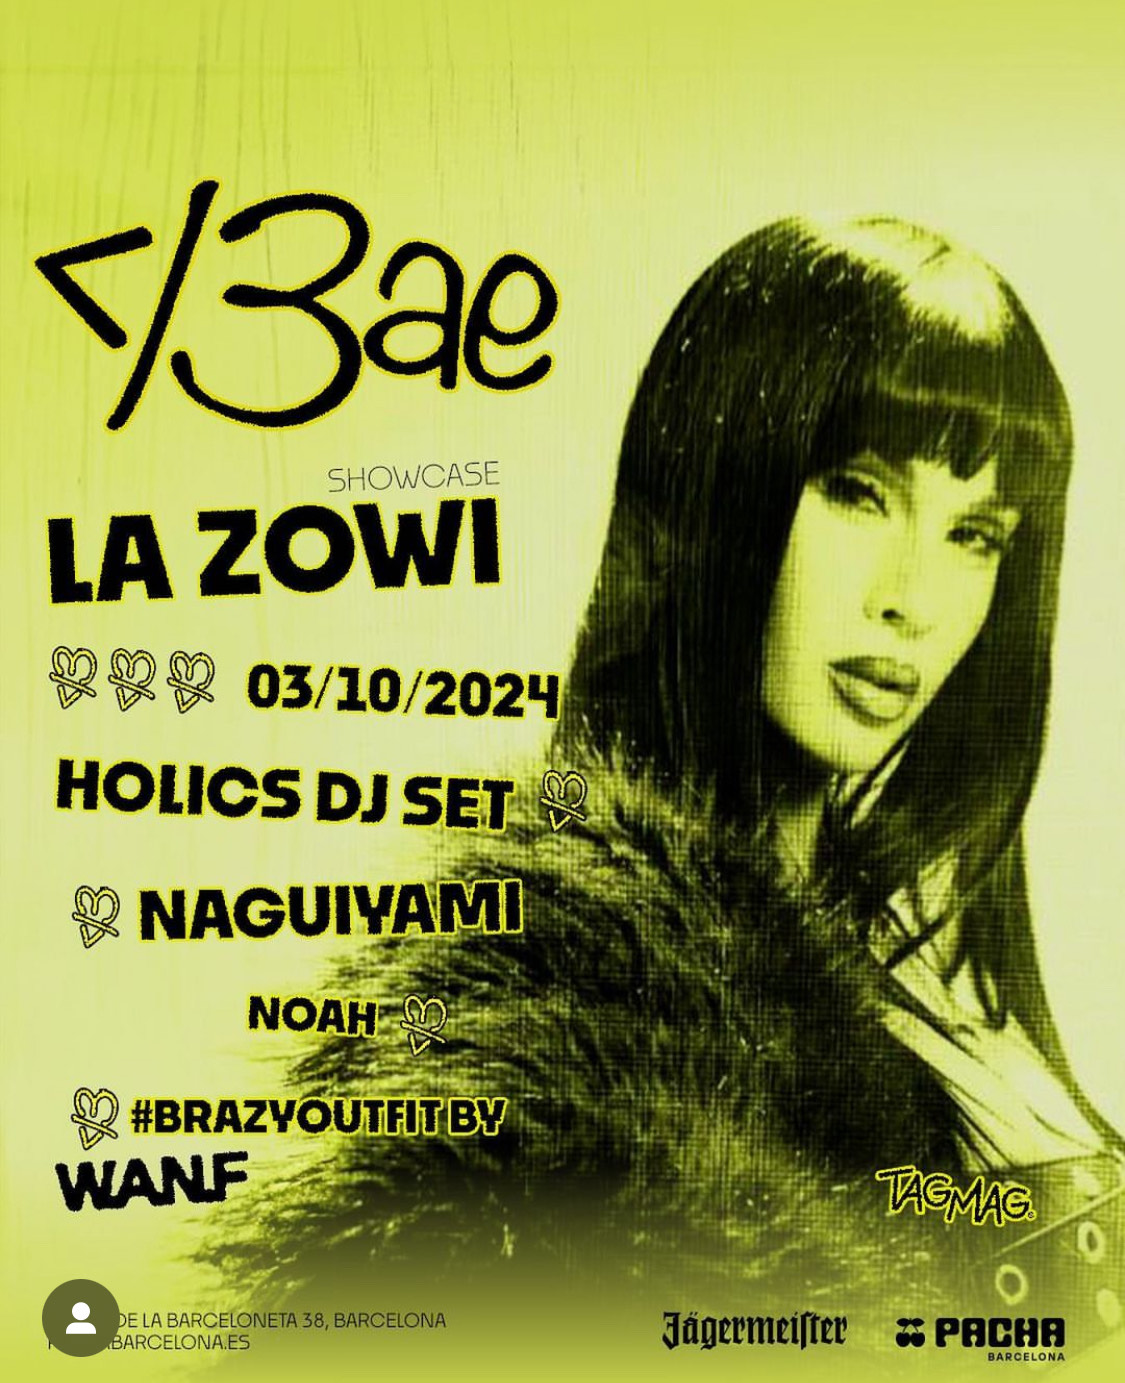 </3ae
SHOWCASE
LA ZOWI
03/10/2024
HOLICS DJ SET
NAGUIYAMI
NOAH
#BRAZYOUTFIT BY
WANF
TAGMAG
DE LA BARCELONETA 38, BARCELONA
BARCELONA.ES
Jägermeiſter
PACHA
BARCELONA